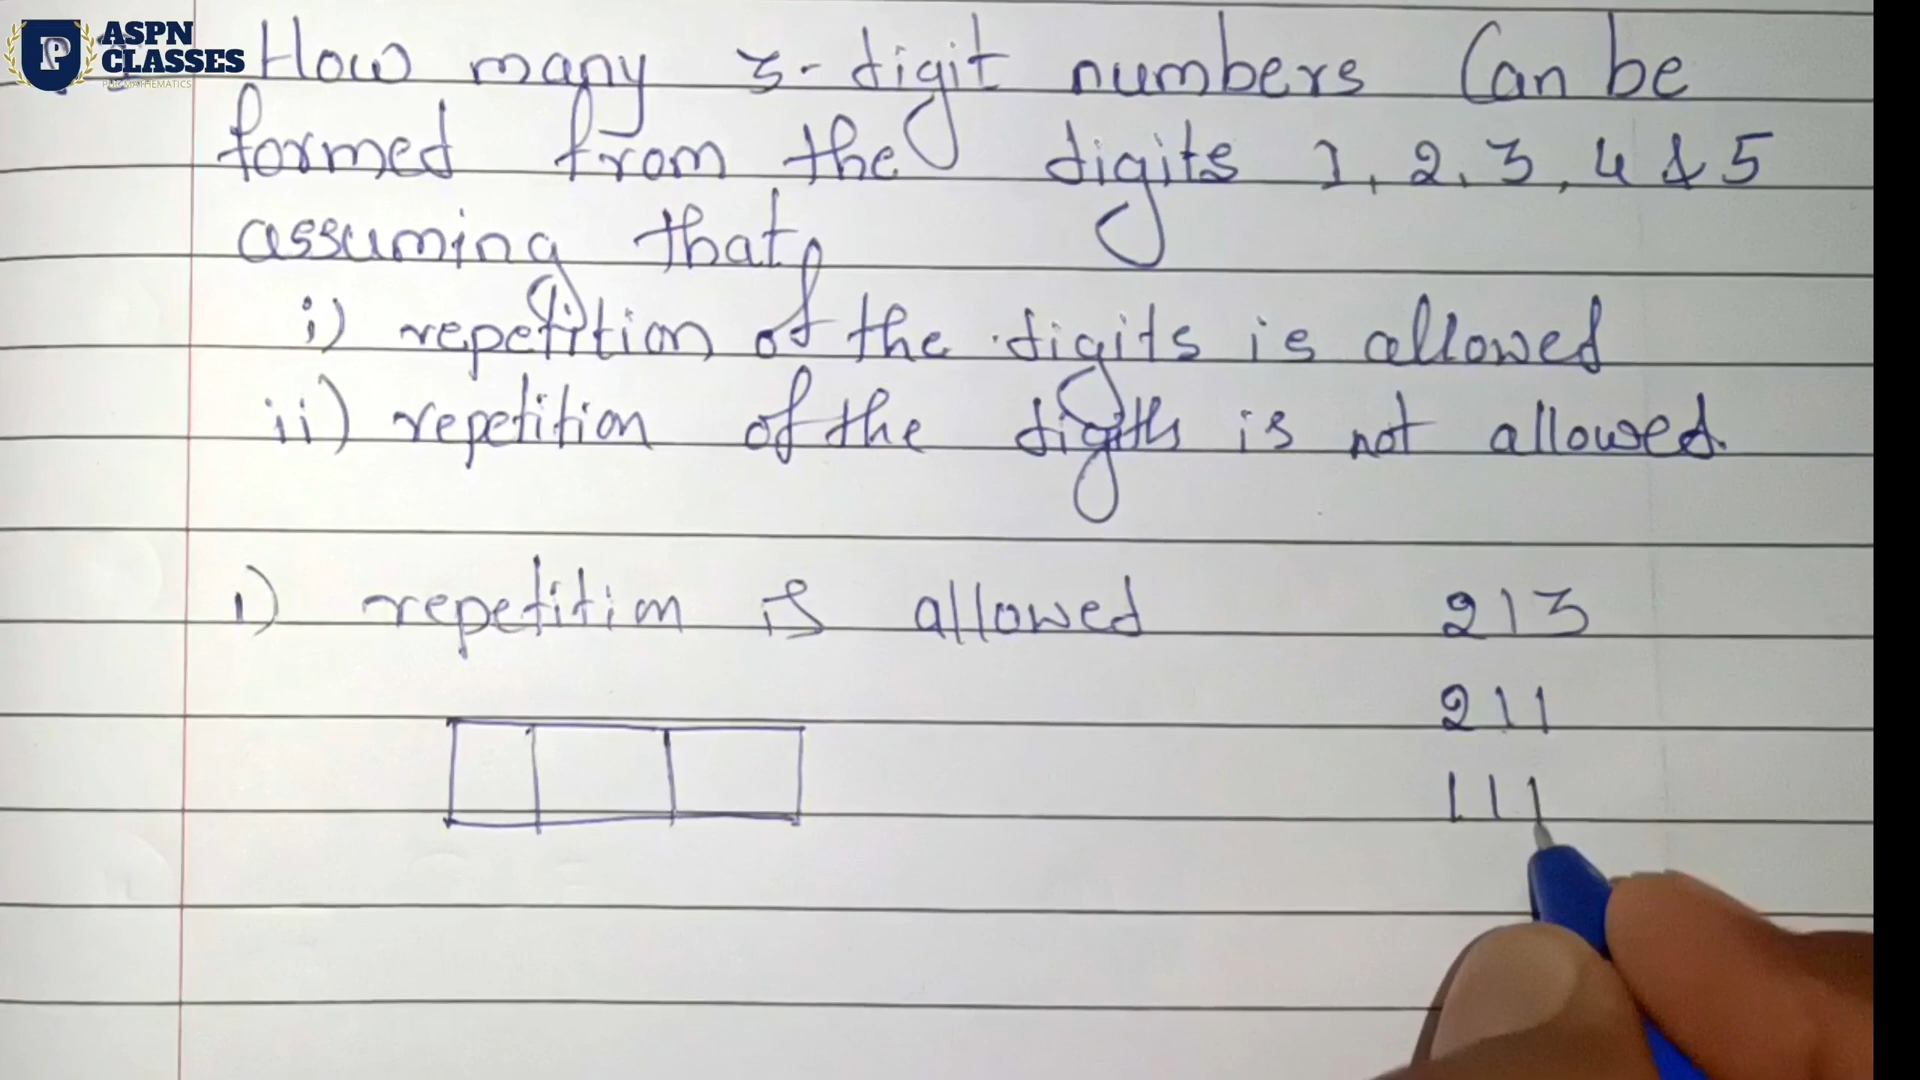 ASPN
CLASSES
How many 3-digit numbers Can be
formed from the digits 1, 2, 3, 4 & 5
assuming that,
i) repetition of the digits is allowed
ii) repetition of the digits is not allowed.
i) repetition is allowed
213
211
111